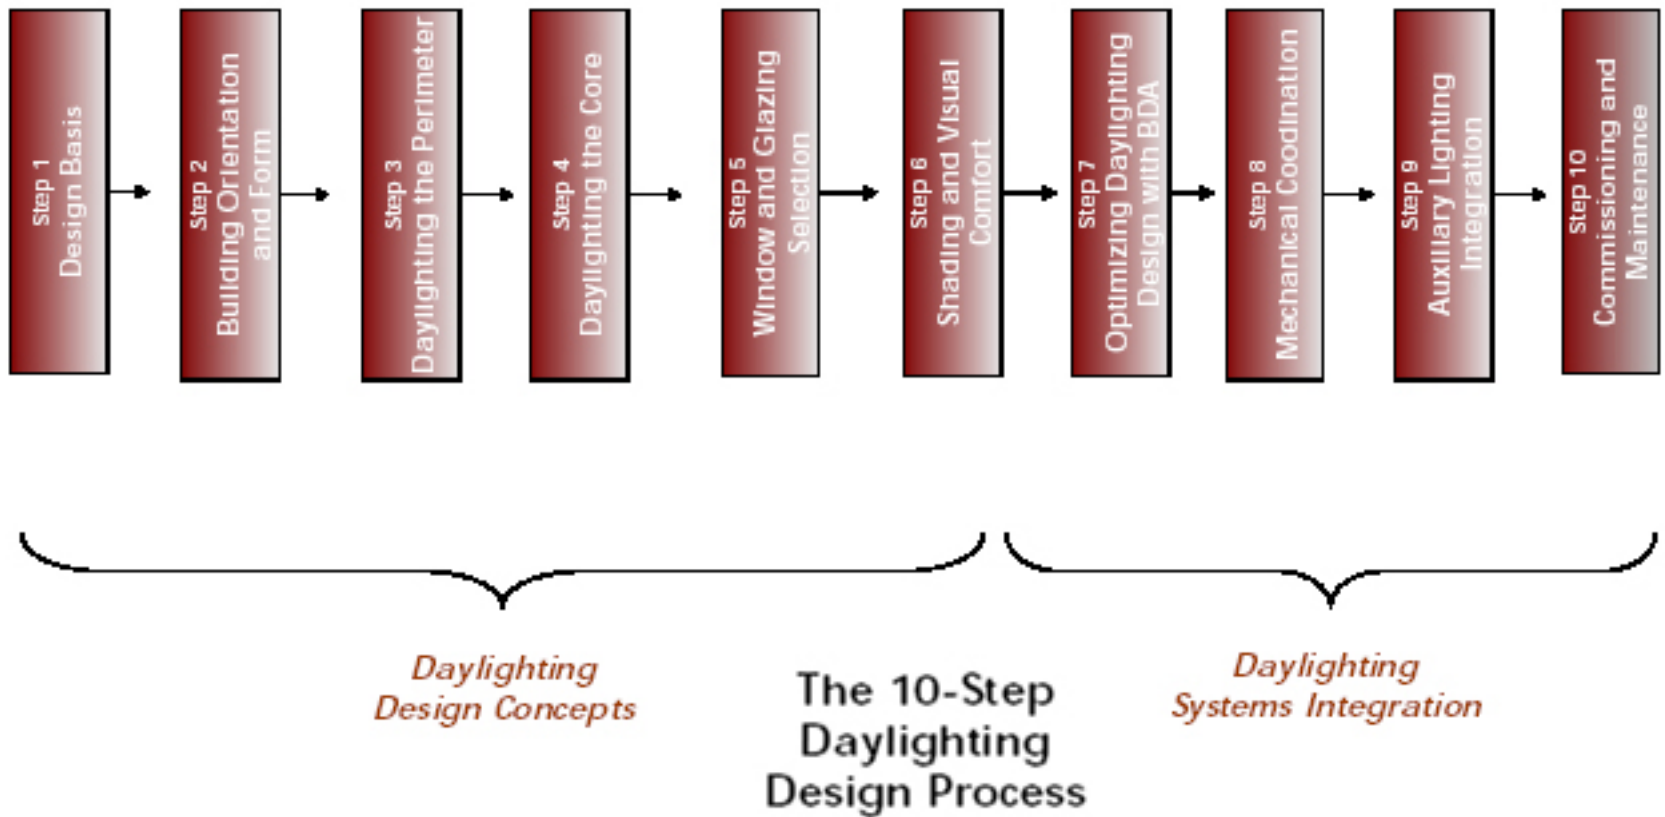 Step 1
Design Basis
Step 2
Building Orientation
and Form
Step 3
Daylighting the Perimeter
Step 4
Daylighting the Core
Step 5
Window and Glazing
Selection
Step 6
Shading and Visual
Comfort
Step 7
Optimizing Daylighting
Design with BDA
Step 8
Mechanical Coodination
Step 9
Auxiliary Lighting
Integration
Step 10
Commissioning and
Maintenance
Daylighting
Design Concepts
The 10-Step
Daylighting
Design Process
Daylighting
Systems Integration